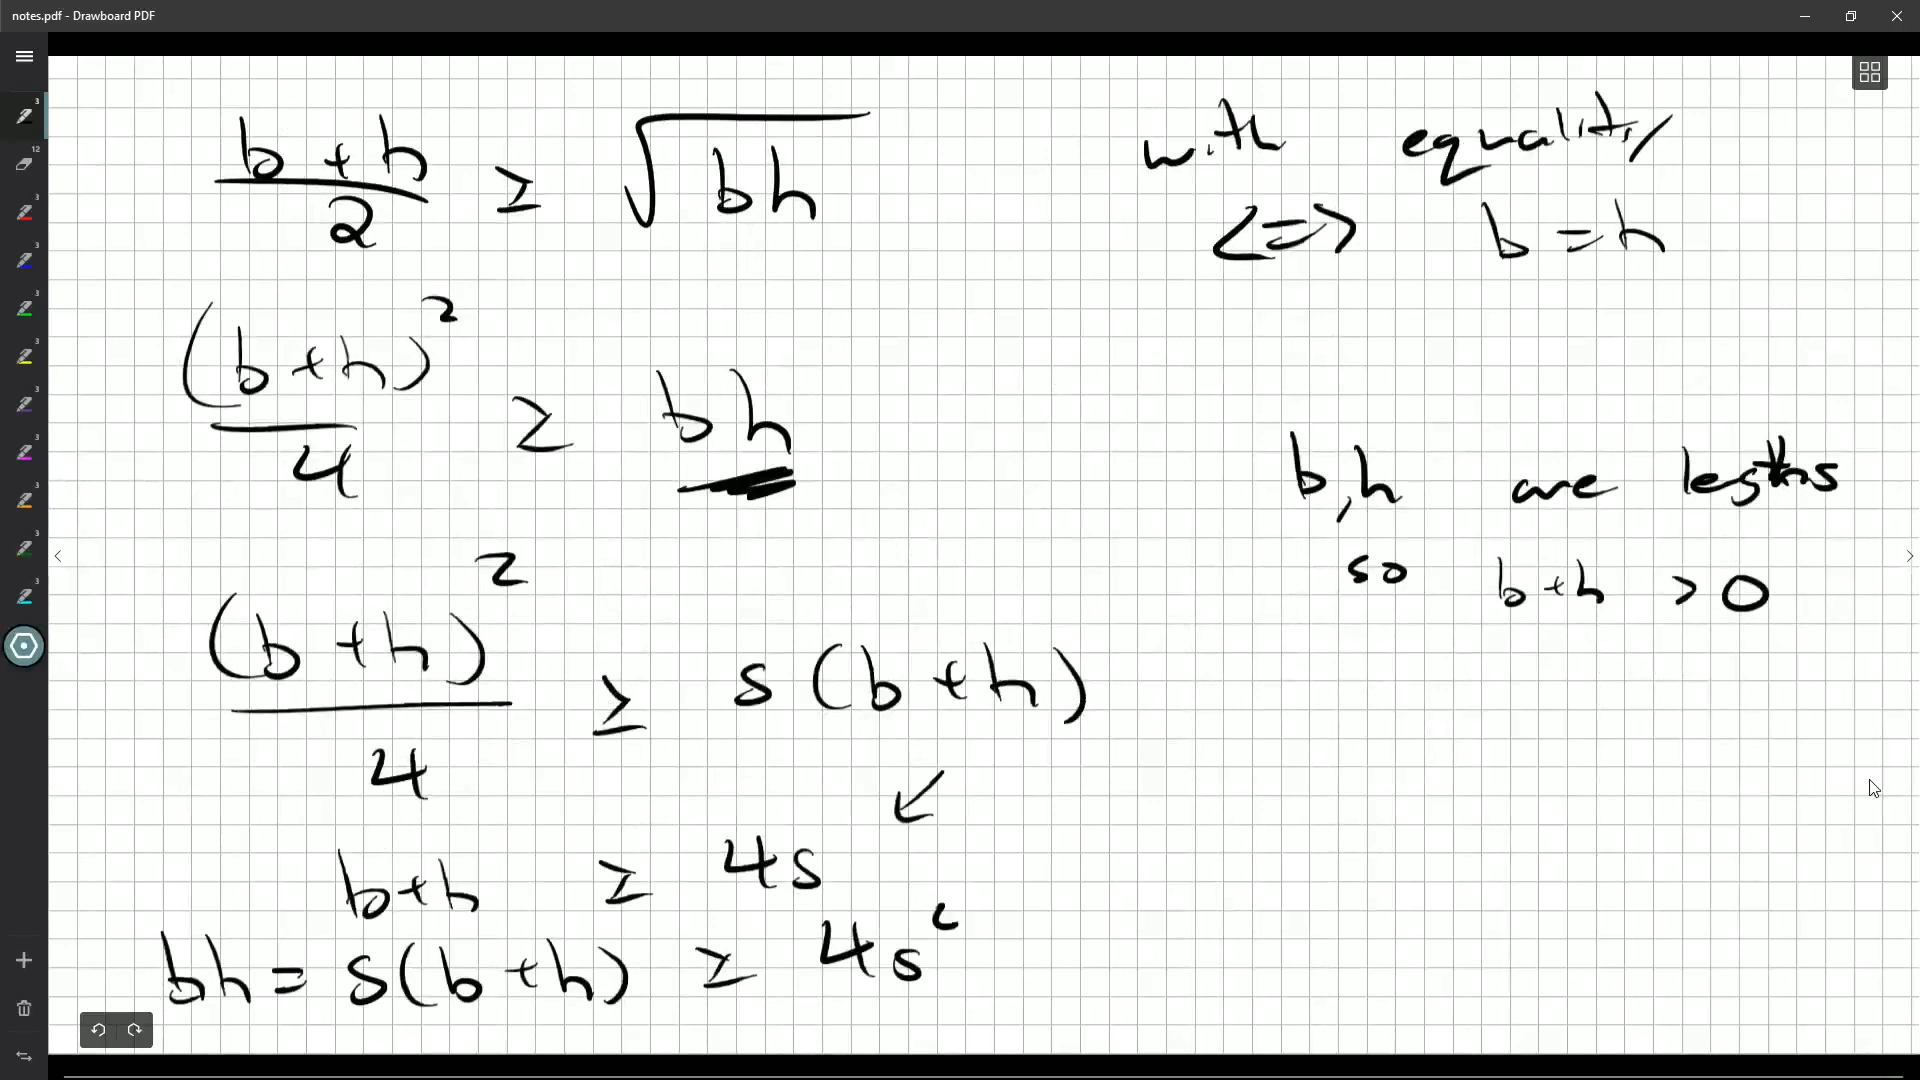 notes.pdf - Drawboard PDF
b + h / 2 ≥ √bh
with equality
<=> b = h
(b + h)² / 4 ≥ bh
b, h are lengths
so b + h > 0
(b + h)² / 4 ≥ s (b + h)
b + h ≥ 4s
bh = s(b + h) ≥ 4s²